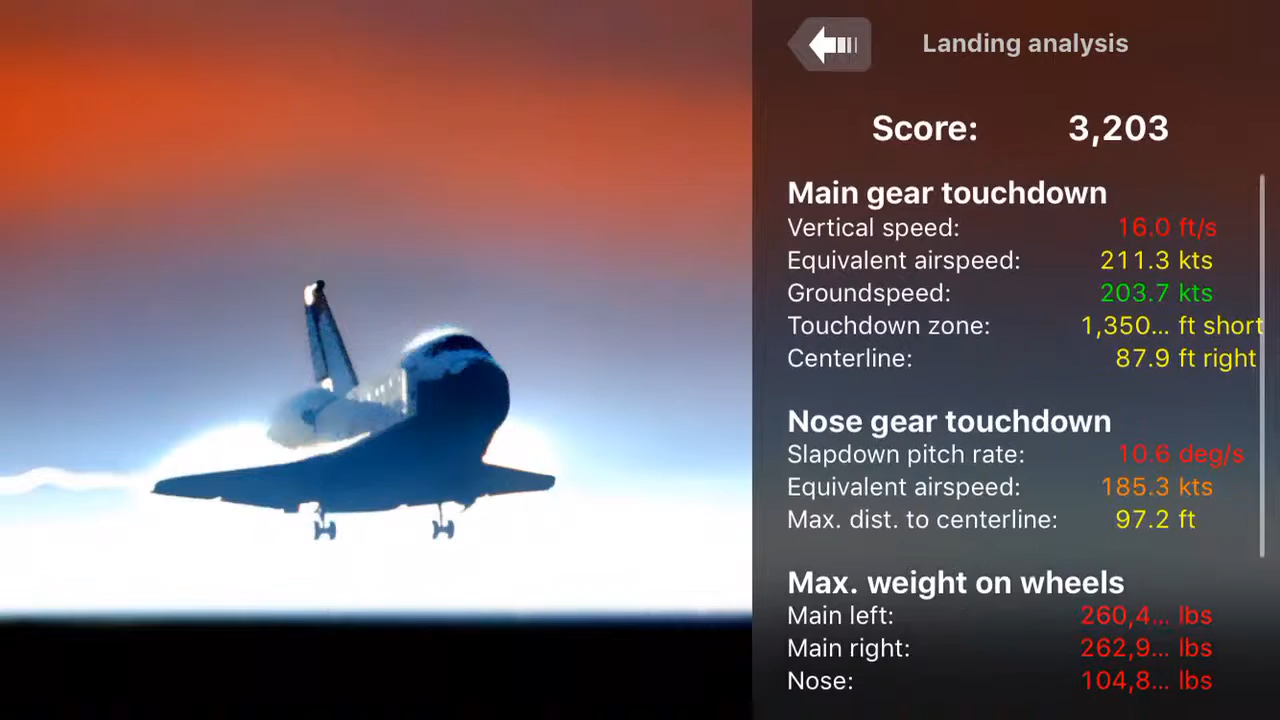 Landing analysis
Score: 3,203
Main gear touchdown
Vertical speed: 16.0 ft/s
Equivalent airspeed: 211.3 kts
Groundspeed: 203.7 kts
Touchdown zone: 1,350... ft short
Centerline: 87.9 ft right
Nose gear touchdown
Slapdown pitch rate: 10.6 deg/s
Equivalent airspeed: 185.3 kts
Max. dist. to centerline: 97.2 ft
Max. weight on wheels
Main left: 260,4... lbs
Main right: 262,9... lbs
Nose: 104,8... lbs